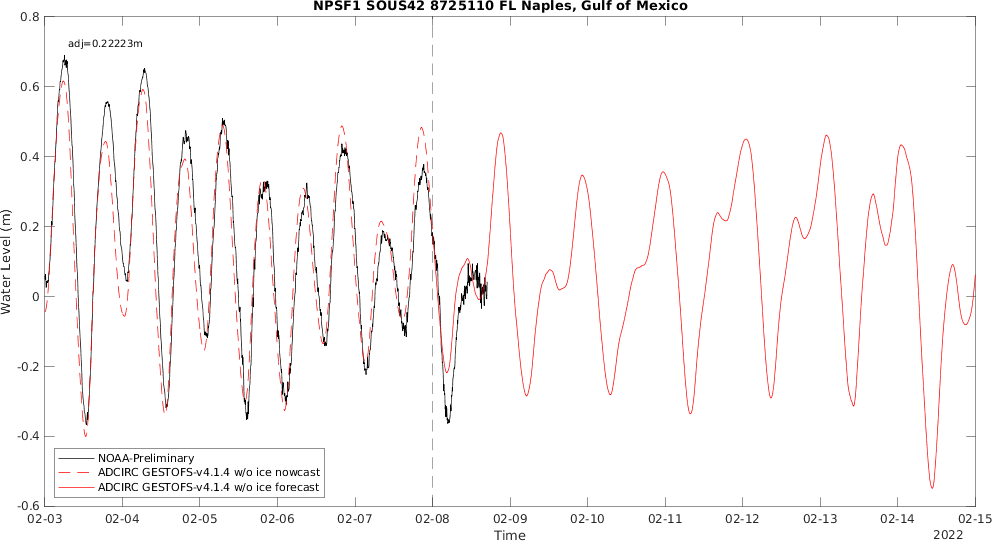 NPSF1 SOUS42 8725110 FL Naples, Gulf of Mexico
adj=0.22223m
0.8
0.6
0.4
0.2
0
-0.2
-0.4
-0.6
Water Level (m)
NOAA-Preliminary
ADCIRC GESTOFS-v4.1.4 w/o ice nowcast
ADCIRC GESTOFS-v4.1.4 w/o ice forecast
02-03 02-04 02-05 02-06 02-07 02-08 02-09 02-10 02-11 02-12 02-13 02-14 02-15
Time
2022